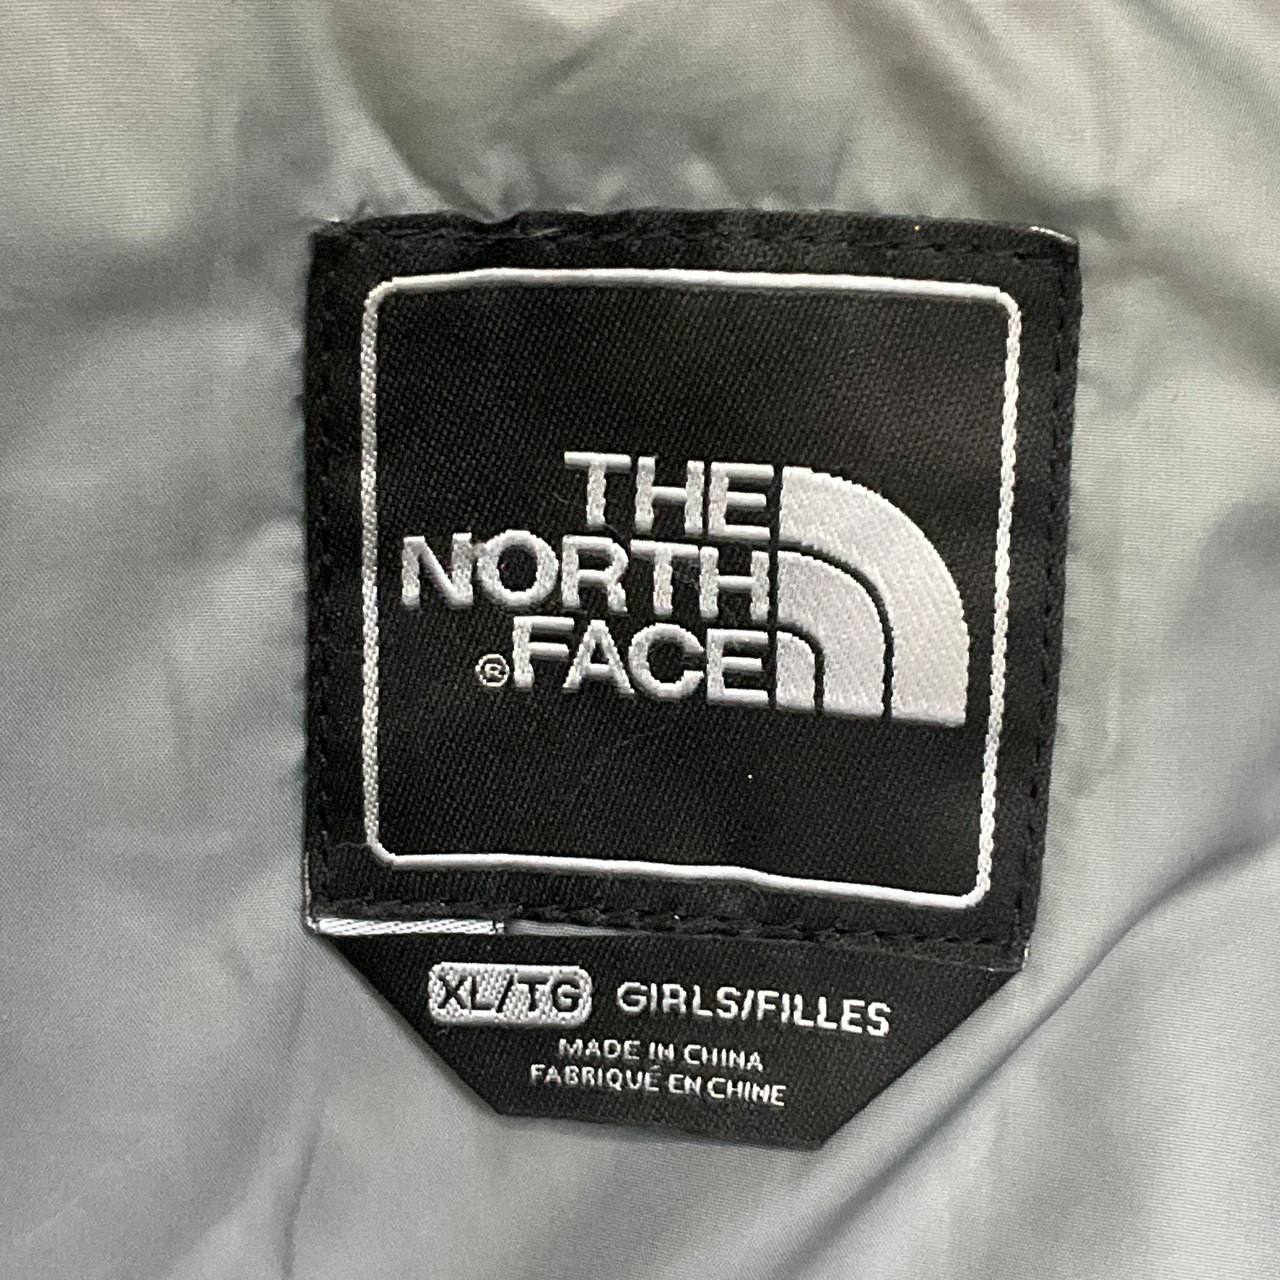 THE
NORTH
®FACE
XL/TG GIRLS/FILLES
MADE IN CHINA
FABRIQUÉ EN CHINE